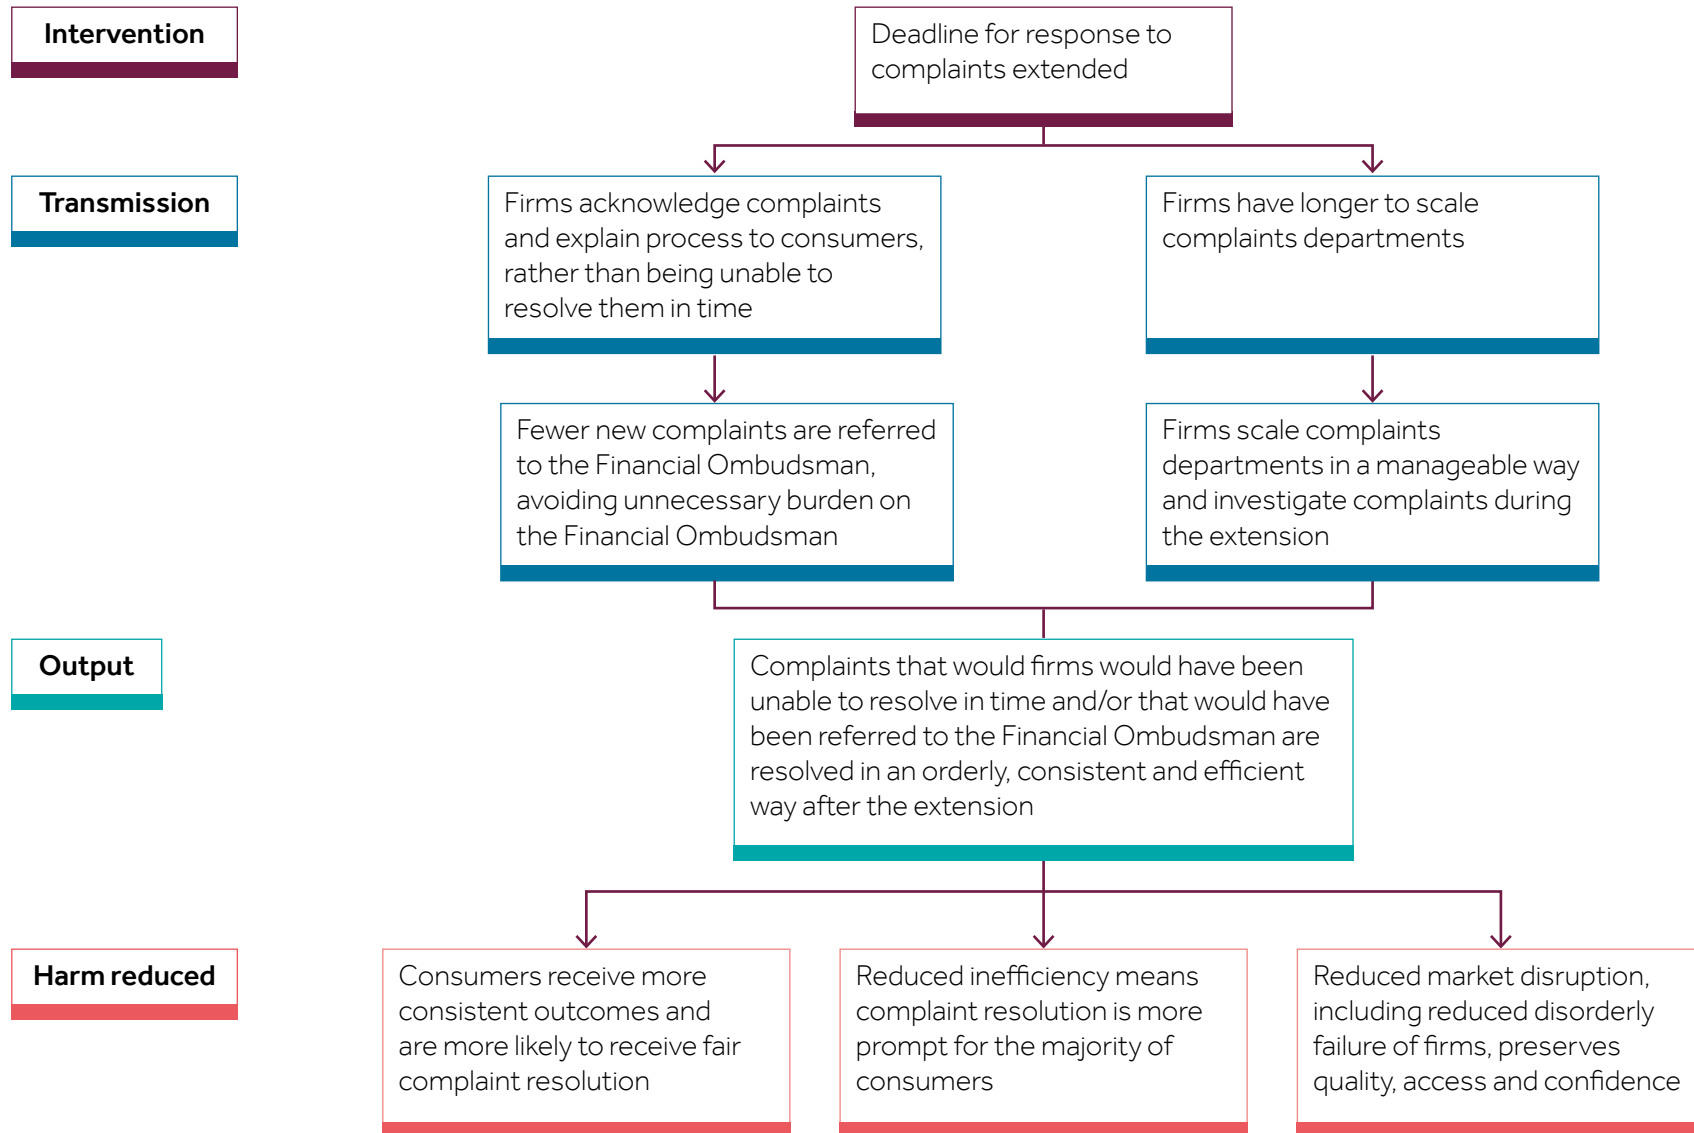 Intervention
Deadline for response to
complaints extended
Transmission
Firms acknowledge complaints
and explain process to consumers,
rather than being unable to
resolve them in time
Firms have longer to scale
complaints departments
Fewer new complaints are referred
to the Financial Ombudsman,
avoiding unnecessary burden on
the Financial Ombudsman
Firms scale complaints
departments in a manageable way
and investigate complaints during
the extension
Output
Complaints that would firms would have been
unable to resolve in time and/or that would have
been referred to the Financial Ombudsman are
resolved in an orderly, consistent and efficient
way after the extension
Harm reduced
Consumers receive more
consistent outcomes and
are more likely to receive fair
complaint resolution
Reduced inefficiency means
complaint resolution is more
prompt for the majority of
consumers
Reduced market disruption,
including reduced disorderly
failure of firms, preserves
quality, access and confidence